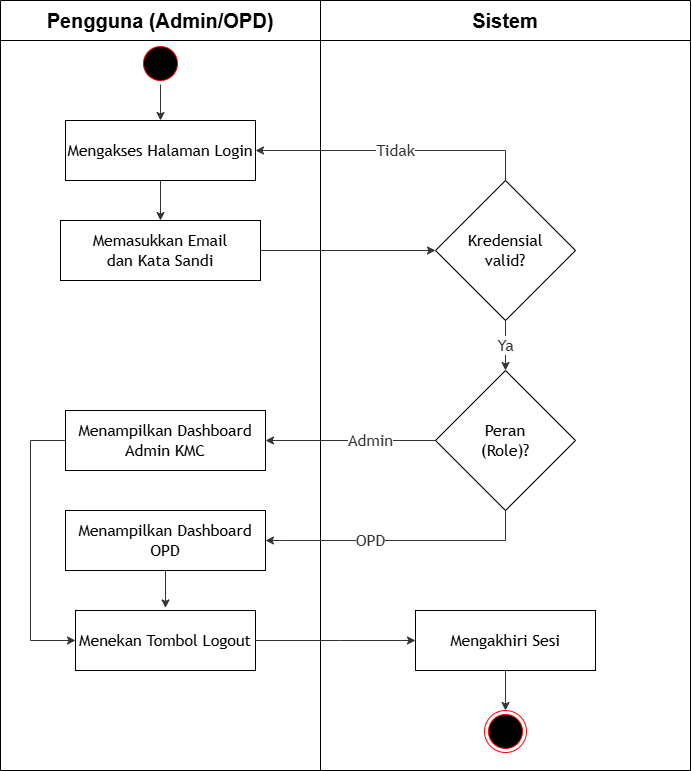 Pengguna (Admin/OPD)
Sistem
Mengakses Halaman Login
Tidak
Memasukkan Email
dan Kata Sandi
Kredensial
valid?
Ya
Menampilkan Dashboard
Admin KMC
Admin
Peran
(Role)?
Menampilkan Dashboard
OPD
OPD
Menekan Tombol Logout
Mengakhiri Sesi